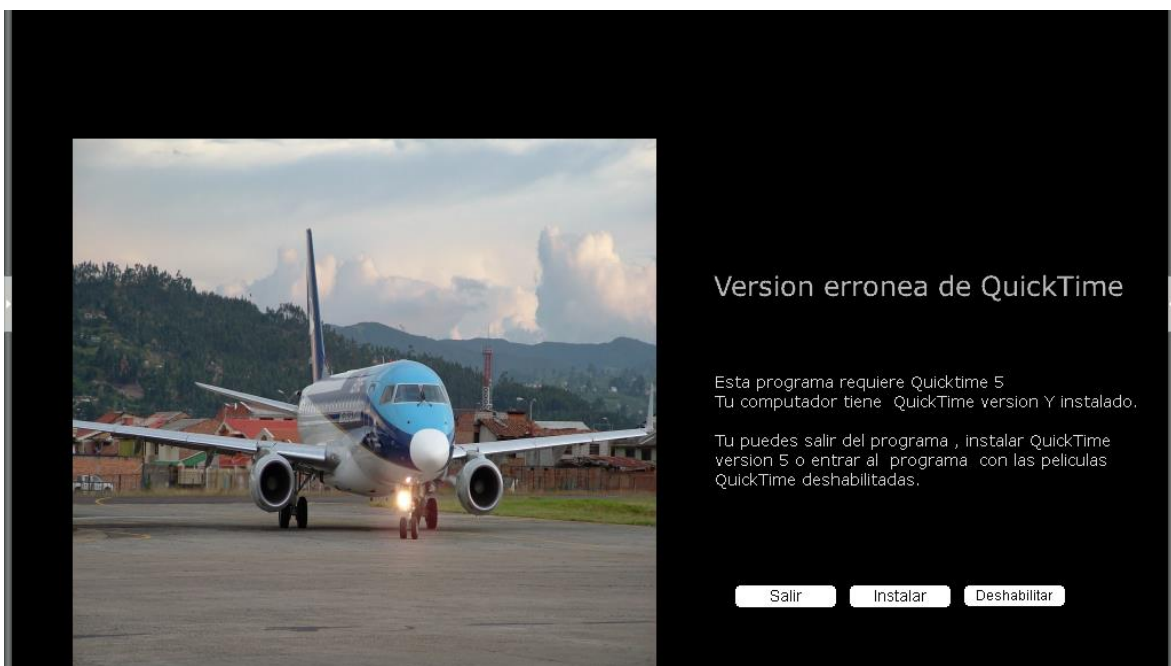 Version erronea de QuickTime
Esta programa requiere Quicktime 5
Tu computador tiene QuickTime version Y instalado.
Tu puedes salir del programa , instalar QuickTime
version 5 o entrar al programa con las peliculas
QuickTime deshabilitadas.
Salir
Instalar
Deshabilitar